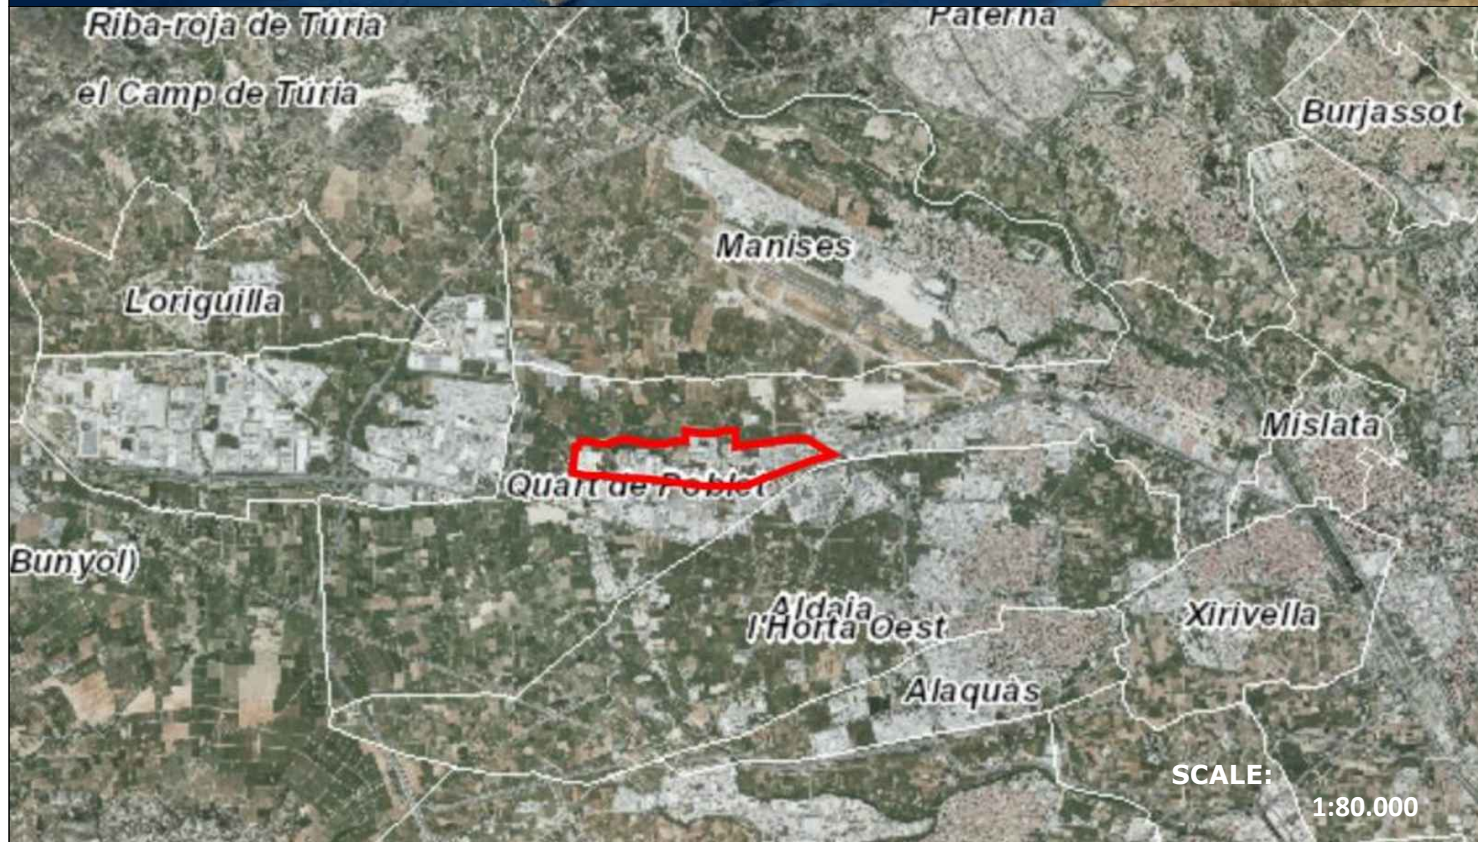 Riba-roja de Túria
Paterna
el Camp de Túria
Burjassot
Manises
Loriguilla
Mislata
Quart de Poblet
Bunyol)
Aldaia
l'Horta Oest
Xirivella
Alaquàs
SCALE:
1:80.000